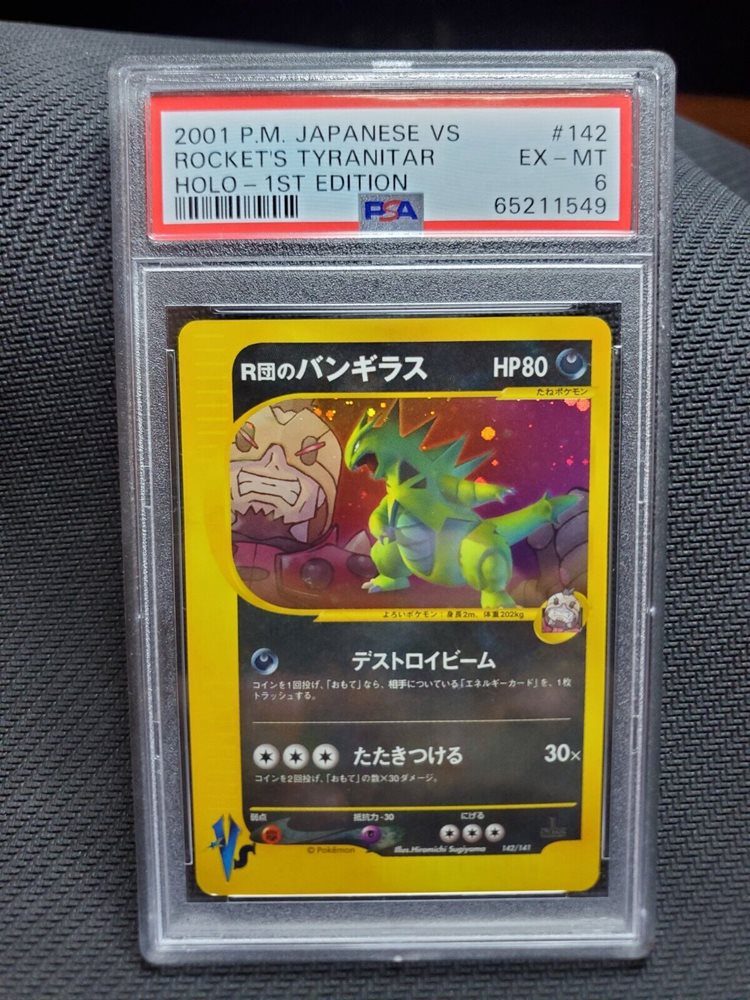 2001 P.M. JAPANESE VS #142
ROCKET'S TYRANITAR EX - MT
HOLO - 1ST EDITION 6
PSA 65211549
R団のバンギラス HP80
たねポケモン
よろいポケモン：身長2m、体重202kg
デストロイビーム
コインを1回投げ、「おもて」なら、相手についている「エネルギーカード」を、1枚
トラッシュする。
たたきつける 30×
コインを2回投げ、「おもて」の数×30ダメージ。
弱点 抵抗力-30 にげる
VS
© Pokémon Illus.Hiromichi Sugiyama 142/141